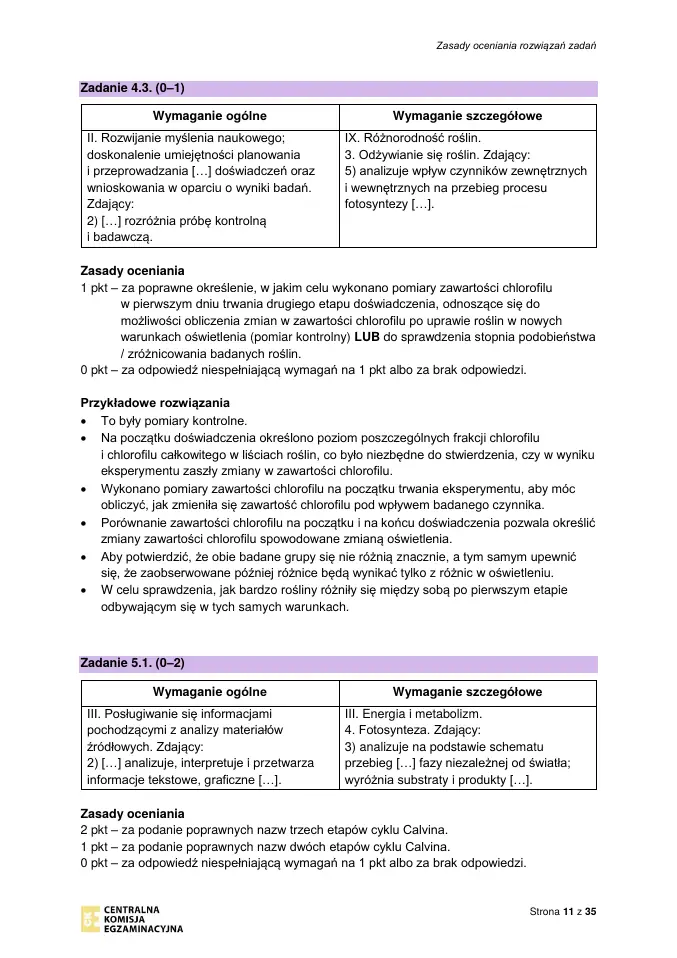 Zasady oceniania rozwiązań zadań
Zadanie 4.3. (0–1)
Wymaganie ogólne
Wymaganie szczegółowe
II. Rozwijanie myślenia naukowego;
doskonalenie umiejętności planowania
i przeprowadzania […] doświadczeń oraz
wnioskowania w oparciu o wyniki badań.
Zdający:
2) […] rozróżnia próbę kontrolną
i badawczą.
IX. Różnorodność roślin.
3. Odżywianie się roślin. Zdający:
5) analizuje wpływ czynników zewnętrznych
i wewnętrznych na przebieg procesu
fotosyntezy […].
Zasady oceniania
1 pkt – za poprawne określenie, w jakim celu wykonano pomiary zawartości chlorofilu
w pierwszym dniu trwania drugiego etapu doświadczenia, odnoszące się do
możliwości obliczenia zmian w zawartości chlorofilu po uprawie roślin w nowych
warunkach oświetlenia (pomiar kontrolny) LUB do sprawdzenia stopnia podobieństwa
/ zróżnicowania badanych roślin.
0 pkt – za odpowiedź niespełniającą wymagań na 1 pkt albo za brak odpowiedzi.
Przykładowe rozwiązania
• To były pomiary kontrolne.
• Na początku doświadczenia określono poziom poszczególnych frakcji chlorofilu
i chlorofilu całkowitego w liściach roślin, co było niezbędne do stwierdzenia, czy w wyniku
eksperymentu zaszły zmiany w zawartości chlorofilu.
• Wykonano pomiary zawartości chlorofilu na początku trwania eksperymentu, aby móc
obliczyć, jak zmieniła się zawartość chlorofilu pod wpływem badanego czynnika.
• Porównanie zawartości chlorofilu na początku i na końcu doświadczenia pozwala określić
zmiany zawartości chlorofilu spowodowane zmianą oświetlenia.
• Aby potwierdzić, że obie badane grupy się nie różnią znacznie, a tym samym upewnić
się, że zaobserwowane później różnice będą wynikać tylko z różnic w oświetleniu.
• W celu sprawdzenia, jak bardzo rośliny różniły się między sobą po pierwszym etapie
odbywającym się w tych samych warunkach.
Zadanie 5.1. (0–2)
Wymaganie ogólne
Wymaganie szczegółowe
III. Posługiwanie się informacjami
pochodzącymi z analizy materiałów
źródłowych. Zdający:
2) […] analizuje, interpretuje i przetwarza
informacje tekstowe, graficzne […].
III. Energia i metabolizm.
4. Fotosynteza. Zdający:
3) analizuje na podstawie schematu
przebieg […] fazy niezależnej od światła;
wyróżnia substraty i produkty […].
Zasady oceniania
2 pkt – za podanie poprawnych nazw trzech etapów cyklu Calvina.
1 pkt – za podanie poprawnych nazw dwóch etapów cyklu Calvina.
0 pkt – za odpowiedź niespełniającą wymagań na 1 pkt albo za brak odpowiedzi.
CENTRALNA
KOMISJA
EGZAMINACYJNA
Strona 11 z 35